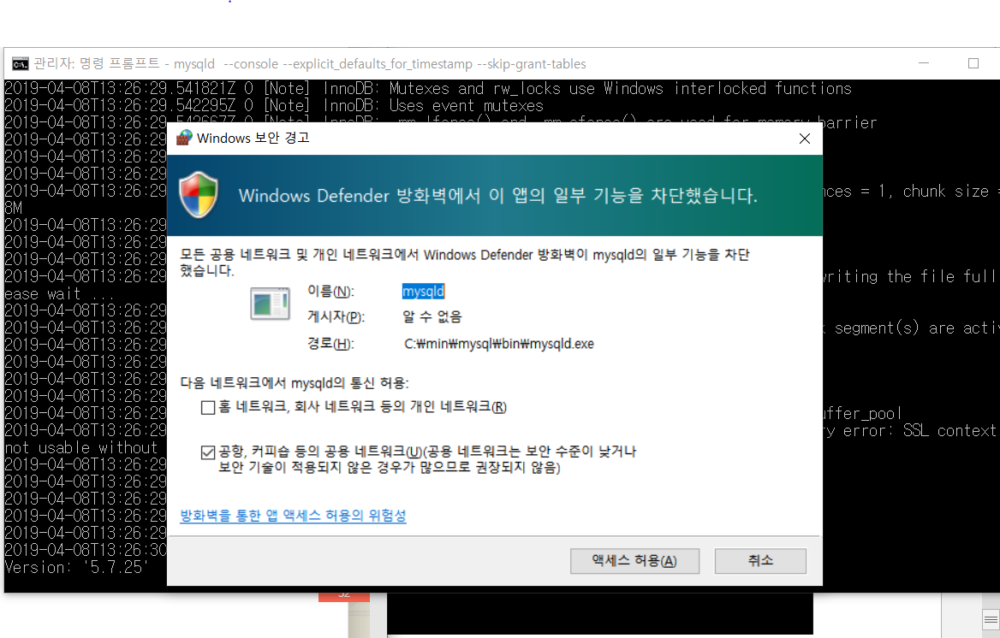 관리자: 명령 프롬프트 - mysqld  --console --explicit_defaults_for_timestamp --skip-grant-tables
2019-04-08T13:26:29.541821Z 0 [Note] InnoDB: Mutexes and rw_locks use Windows interlocked functions
2019-04-08T13:26:29.542295Z 0 [Note] InnoDB: Uses event mutexes
2019-04-08T13:26:29.542667Z 0 [Note] InnoDB: _mm_lfence() and _mm_sfence() are used for memory barrier
2019-04-08T13:26:29
2019-04-08T13:26:29
2019-04-08T13:26:29
2019-04-08T13:26:29 nces = 1, chunk size =
8M
2019-04-08T13:26:29
2019-04-08T13:26:29
2019-04-08T13:26:29
2019-04-08T13:26:29 writing the file full
ease wait ...
2019-04-08T13:26:29
2019-04-08T13:26:29 segment(s) are activ
2019-04-08T13:26:29
2019-04-08T13:26:29
2019-04-08T13:26:29
2019-04-08T13:26:29
2019-04-08T13:26:29 uffer_pool
2019-04-08T13:26:29 ry error: SSL context
not usable without
2019-04-08T13:26:29
2019-04-08T13:26:29
2019-04-08T13:26:29
2019-04-08T13:26:29
2019-04-08T13:26:29
2019-04-08T13:26:30
Version: '5.7.25'
Windows 보안 경고
Windows Defender 방화벽에서 이 앱의 일부 기능을 차단했습니다.
모든 공용 네트워크 및 개인 네트워크에서 Windows Defender 방화벽이 mysqld의 일부 기능을 차단
했습니다.
이름(N): mysqld
게시자(P): 알 수 없음
경로(H): C:₩min₩mysql₩bin₩mysqld.exe
다음 네트워크에서 mysqld의 통신 허용:
홈 네트워크, 회사 네트워크 등의 개인 네트워크(R)
공항, 커피숍 등의 공용 네트워크(U)(공용 네트워크는 보안 수준이 낮거나
보안 기술이 적용되지 않은 경우가 많으므로 권장되지 않음)
방화벽을 통한 앱 액세스 허용의 위험성
액세스 허용(A) 취소